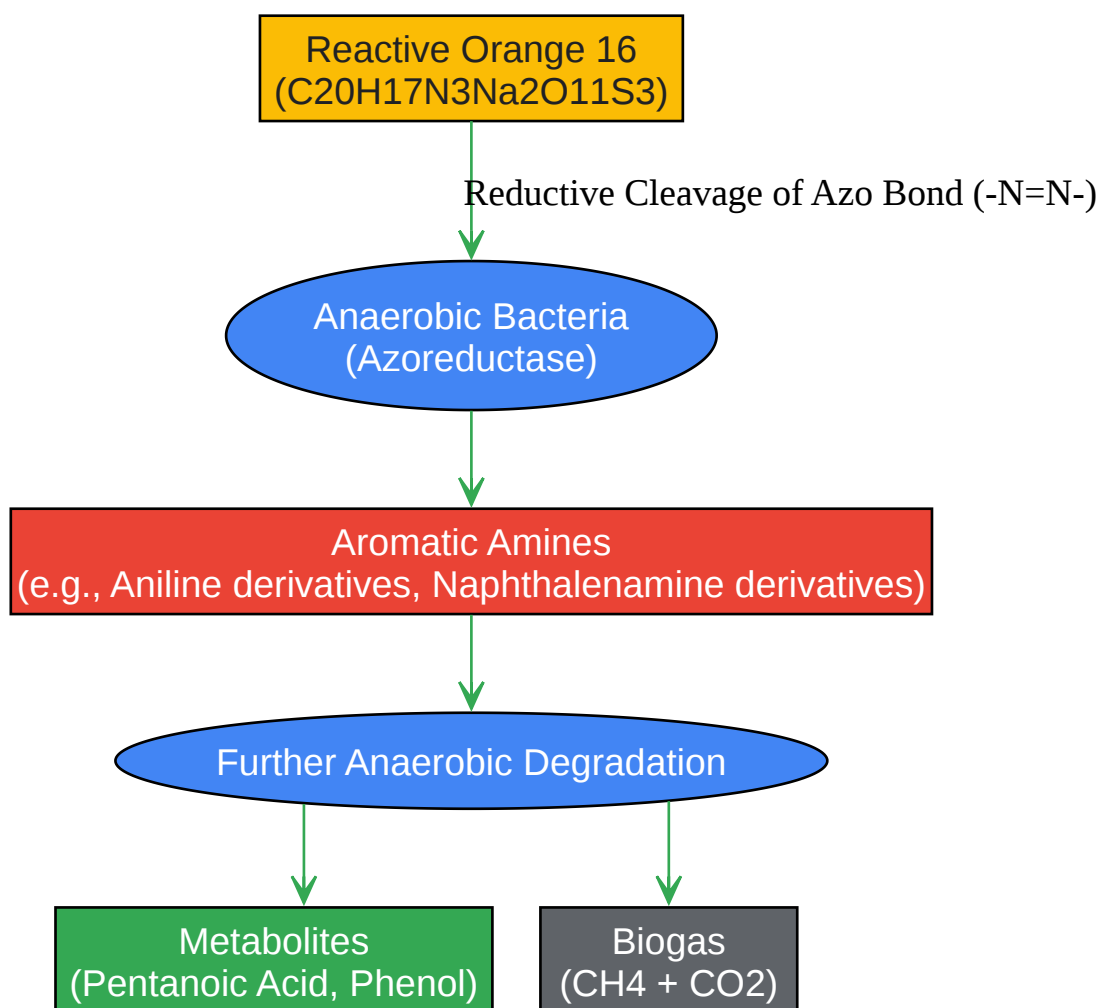 Reactive Orange 16
(C20H17N3Na2O11S3)
Reductive Cleavage of Azo Bond (-N=N-)
Anaerobic Bacteria
(Azoreductase)
Aromatic Amines
(e.g., Aniline derivatives, Naphthalenamine derivatives)
Further Anaerobic Degradation
Metabolites
(Pentanoic Acid, Phenol)
Biogas
(CH4 + CO2)